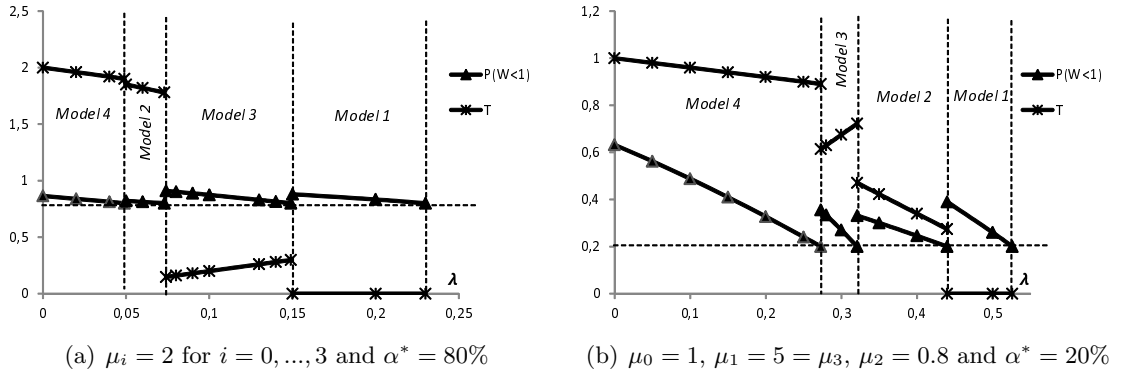 2,5
2
1,5
1
0,5
0
0
0,05
0,1
0,15
0,2
0,25
Model 4
Model 2
Model 3
Model 1
λ
P(W<1)
T
(a) μᵢ = 2 for i = 0, ..., 3 and α* = 80%
1,2
1
0,8
0,6
0,4
0,2
0
0
0,1
0,2
0,3
0,4
0,5
Model 4
Model 3
Model 2
Model 1
λ
P(W<1)
T
(b) μ₀ = 1, μ₁ = 5 = μ₃, μ₂ = 0.8 and α* = 20%